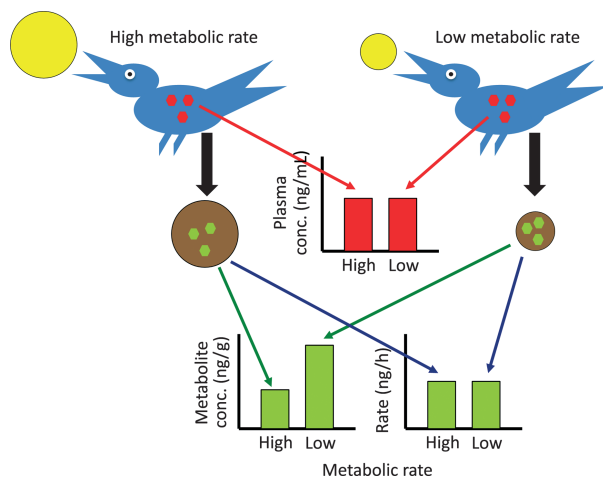 High metabolic rate
Low metabolic rate
Plasma
conc. (ng/mL)
High
Low
Metabolite
conc. (ng/g)
High
Low
Rate (ng/h)
High
Low
Metabolic rate